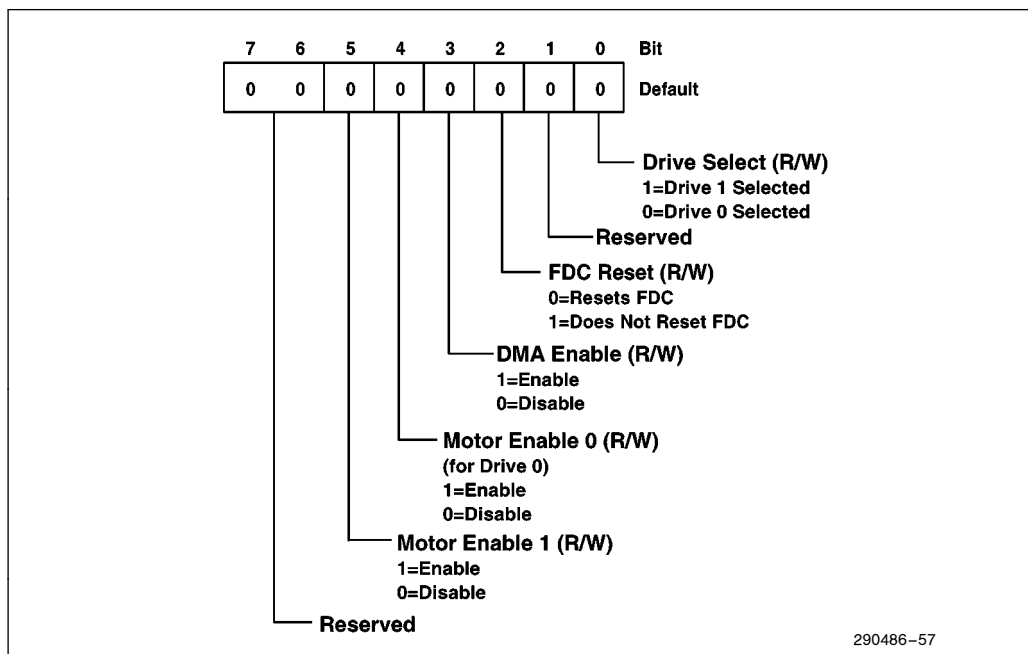 7 6 5 4 3 2 1 0 Bit
0 0 0 0 0 0 0 0 Default
Drive Select (R/W)
1=Drive 1 Selected
0=Drive 0 Selected
Reserved
FDC Reset (R/W)
0=Resets FDC
1=Does Not Reset FDC
DMA Enable (R/W)
1=Enable
0=Disable
Motor Enable 0 (R/W)
(for Drive 0)
1=Enable
0=Disable
Motor Enable 1 (R/W)
1=Enable
0=Disable
Reserved
290486–57